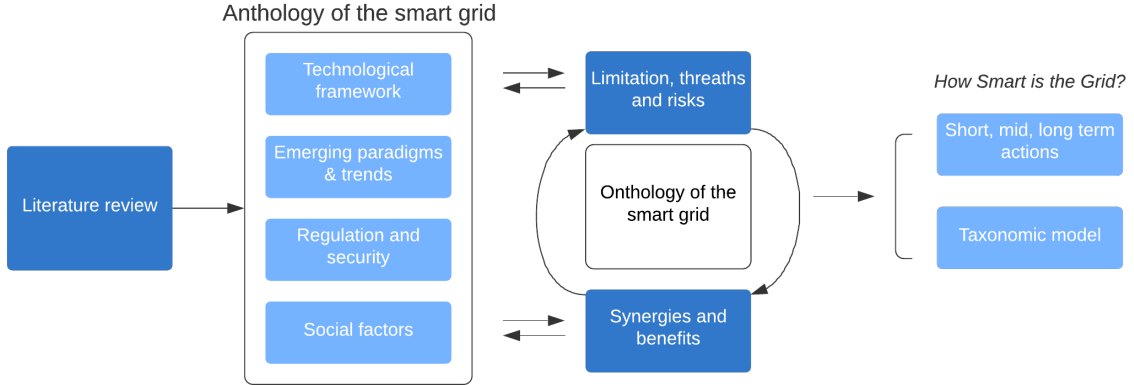 Anthology of the smart grid
Literature review
Technological
framework
Emerging paradigms
& trends
Regulation and
security
Social factors
Limitation, threaths
and risks
Onthology of the
smart grid
Synergies and
benefits
How Smart is the Grid?
Short, mid, long term
actions
Taxonomic model